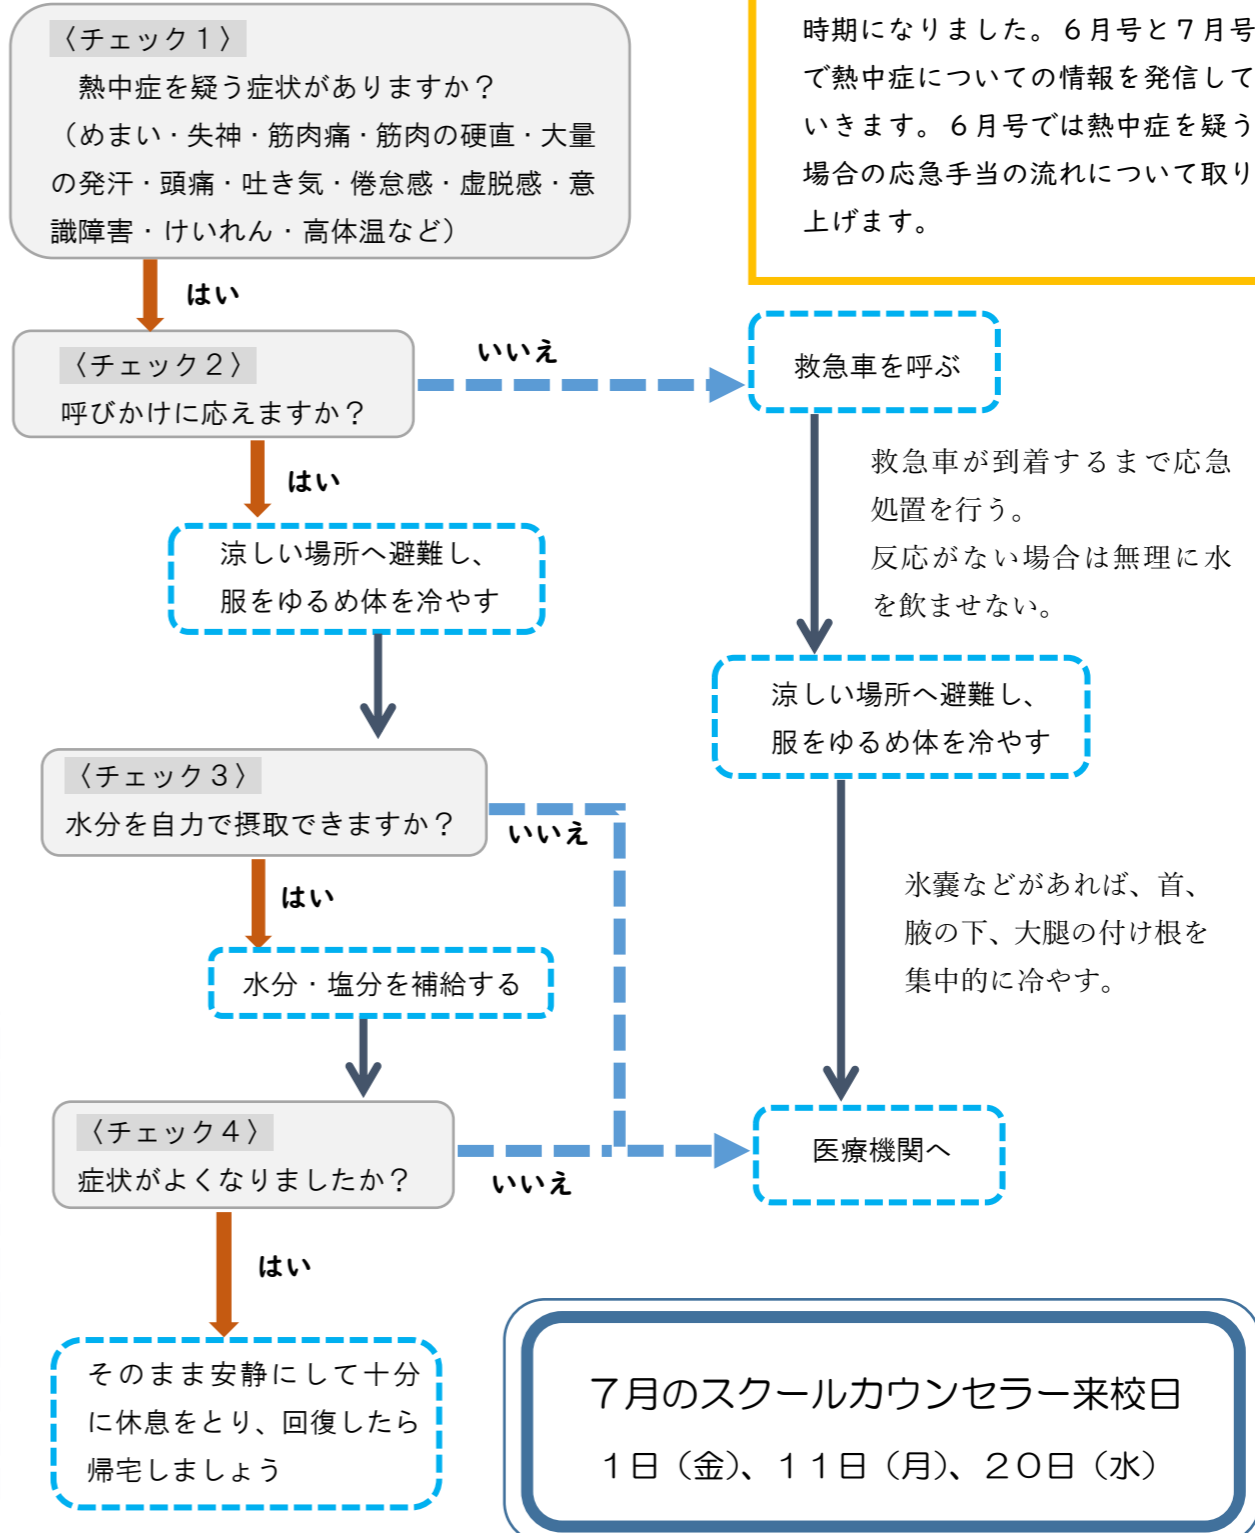 〈チェック１〉
熱中症を疑う症状がありますか？
（めまい・失神・筋肉痛・筋肉の硬直・大量
の発汗・頭痛・吐き気・倦怠感・虚脱感・意
識障害・けいれん・高体温など）
時期になりました。６月号と７月号
で熱中症についての情報を発信して
いきます。６月号では熱中症を疑う
場合の応急手当の流れについて取り
上げます。
はい
〈チェック２〉
呼びかけに応えますか？
いいえ
救急車を呼ぶ
はい
救急車が到着するまで応急
処置を行う。
反応がない場合は無理に水
を飲ませない。
涼しい場所へ避難し、
服をゆるめ体を冷やす
涼しい場所へ避難し、
服をゆるめ体を冷やす
〈チェック３〉
水分を自力で摂取できますか？
いいえ
はい
氷嚢などがあれば、首、
腋の下、大腿の付け根を
集中的に冷やす。
水分・塩分を補給する
〈チェック４〉
症状がよくなりましたか？
いいえ
医療機関へ
はい
そのまま安静にして十分
に休息をとり、回復したら
帰宅しましょう
７月のスクールカウンセラー来校日
１日（金）、１１日（月）、２０日（水）